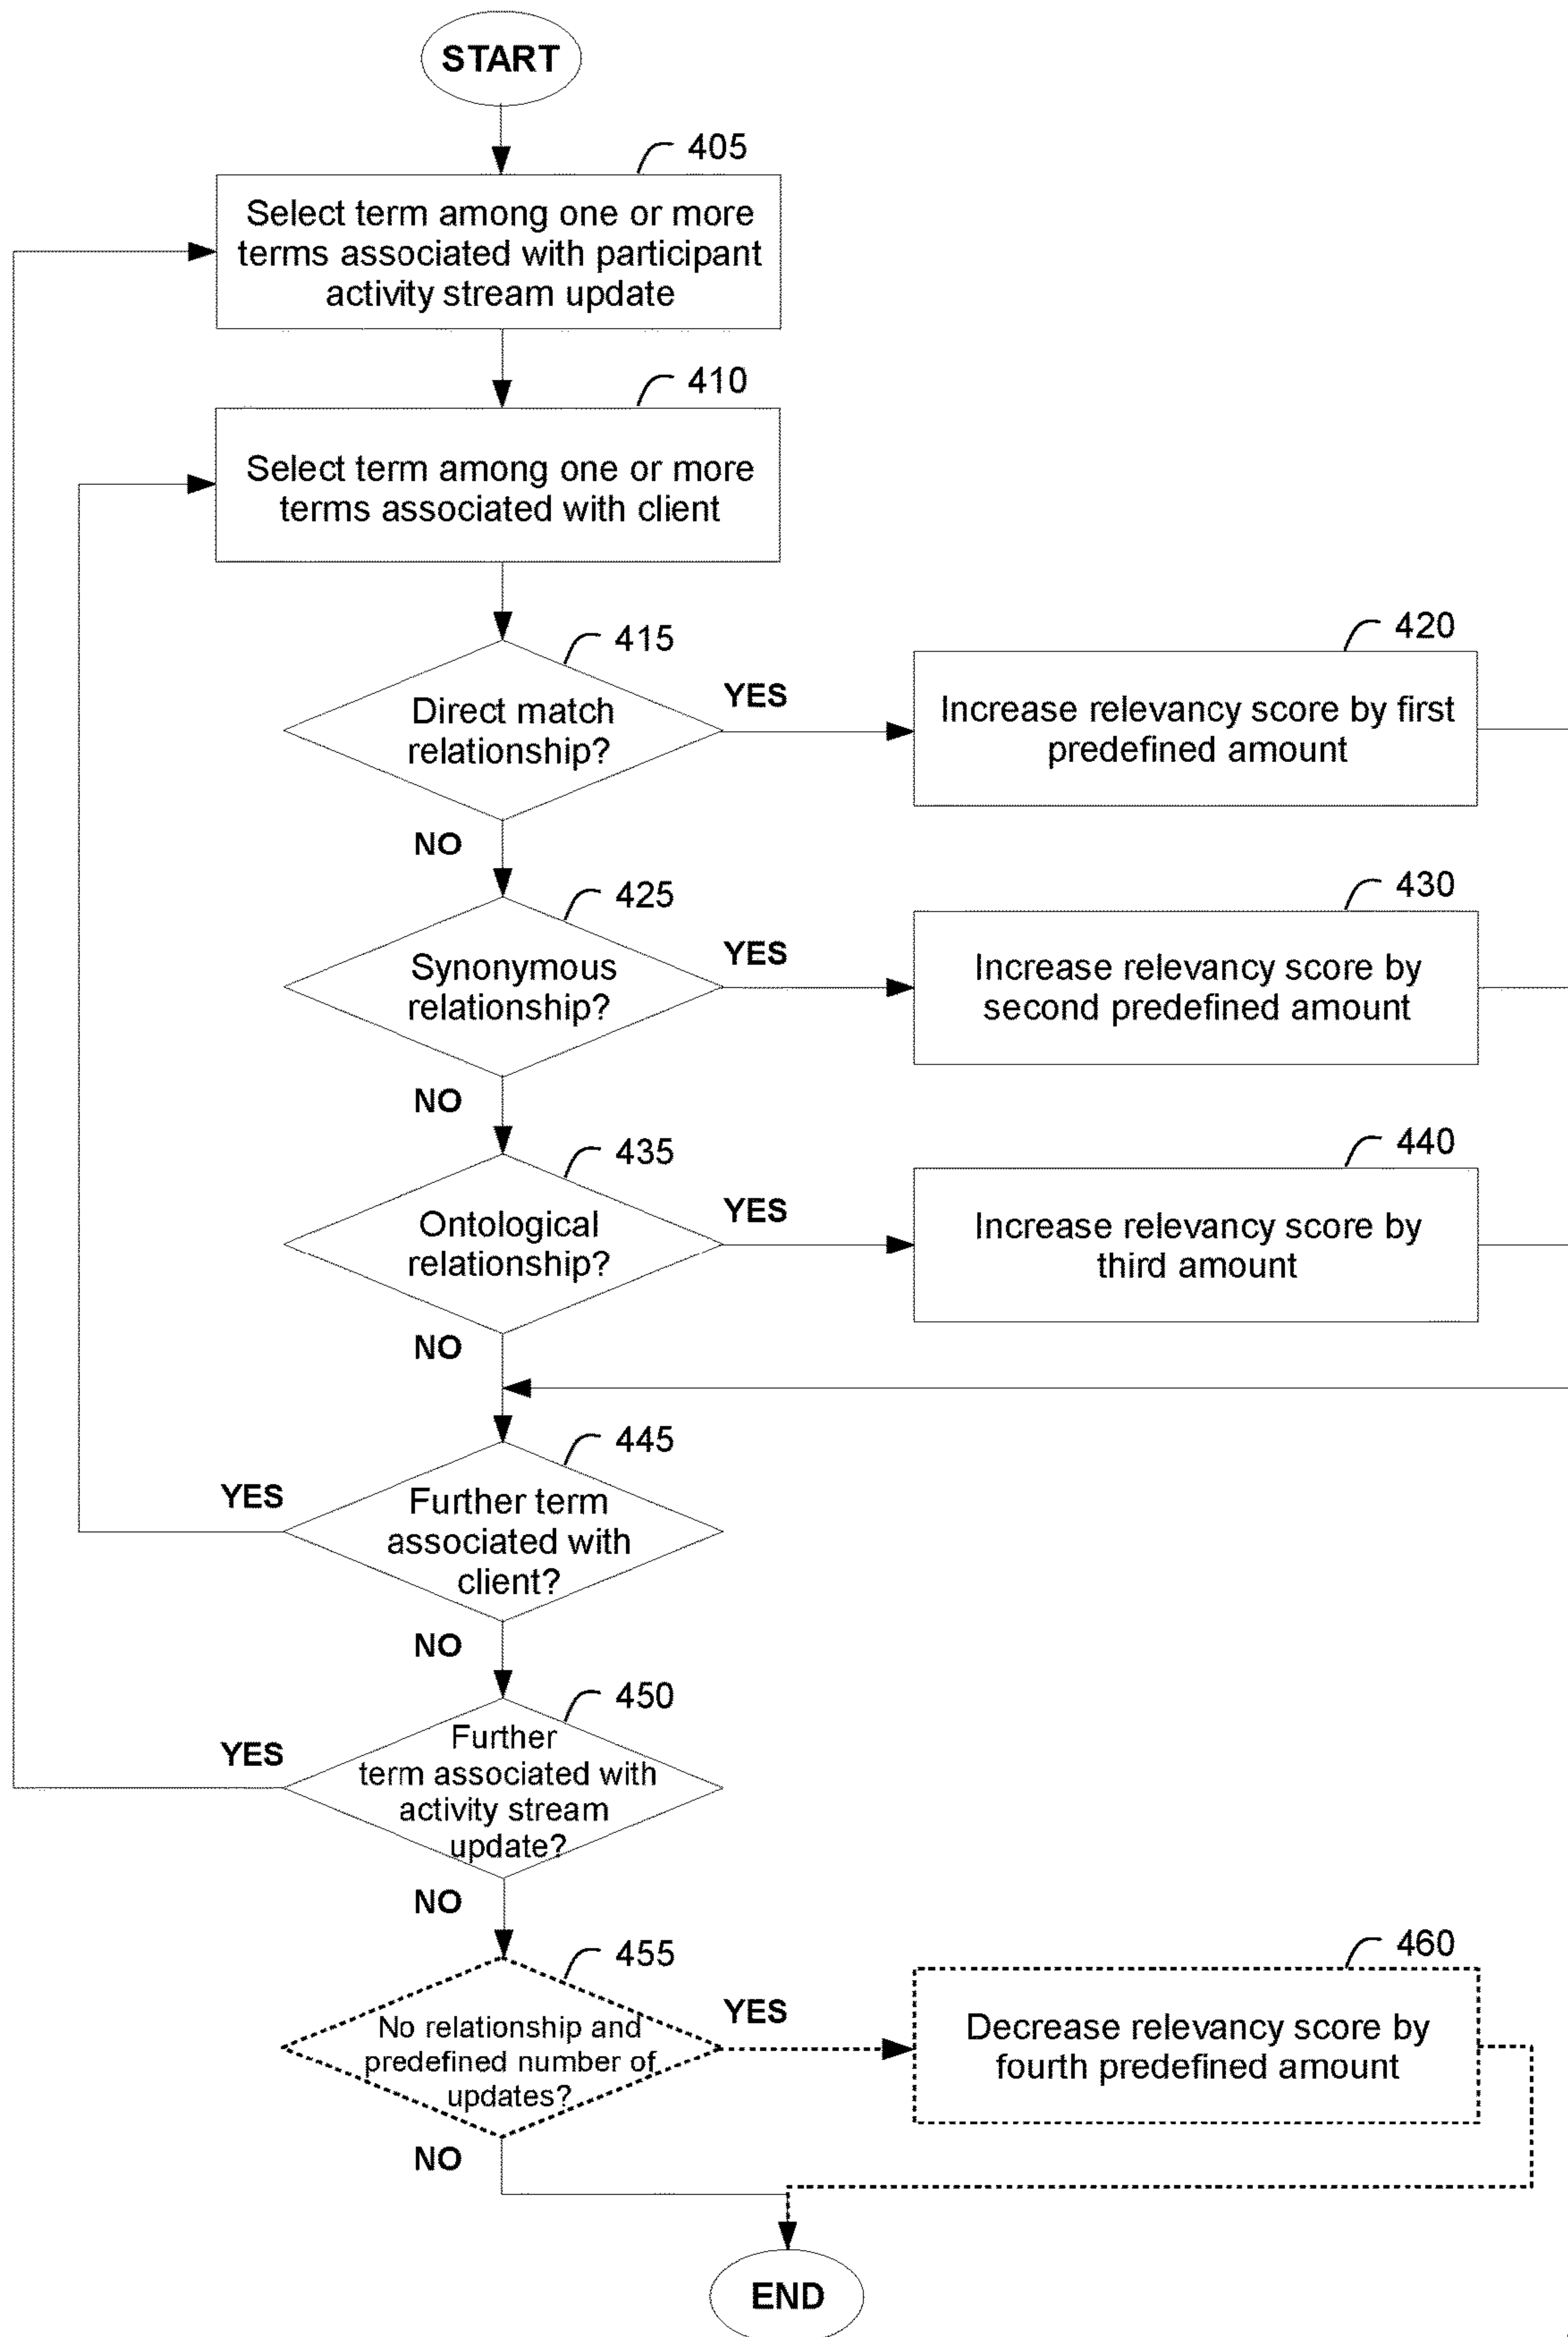 START
405
Select term among one or more
terms associated with participant
activity stream update
410
Select term among one or more
terms associated with client
415
Direct match
relationship?
YES
420
Increase relevancy score by first
predefined amount
NO
425
Synonymous
relationship?
YES
430
Increase relevancy score by
second predefined amount
NO
435
Ontological
relationship?
YES
440
Increase relevancy score by
third amount
NO
445
Further term
associated with
client?
YES
NO
450
Further
term associated with
activity stream
update?
YES
NO
455
No relationship and
predefined number of
updates?
YES
460
Decrease relevancy score by
fourth predefined amount
NO
END